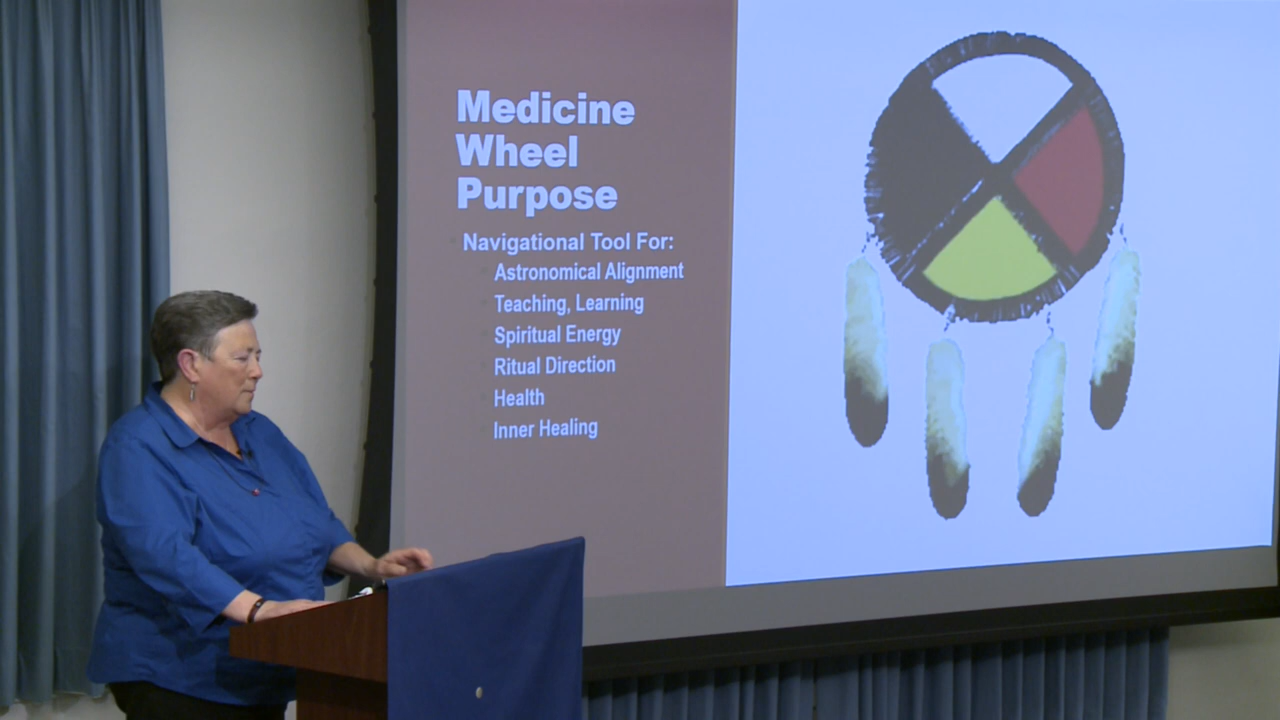 Medicine
Wheel
Purpose
Navigational Tool For:
Astronomical Alignment
Teaching, Learning
Spiritual Energy
Ritual Direction
Health
Inner Healing